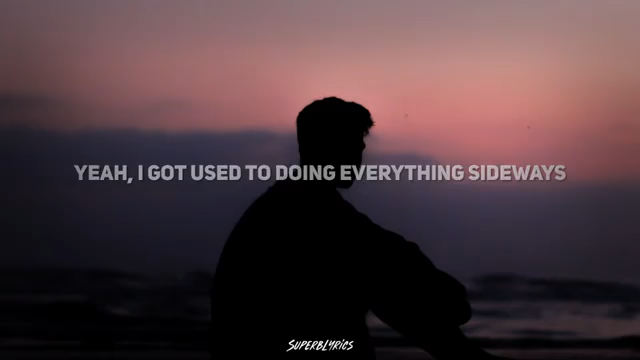 YEAH, I GOT USED TO DOING EVERYTHING SIDEWAYS
SUPERBLYRICS